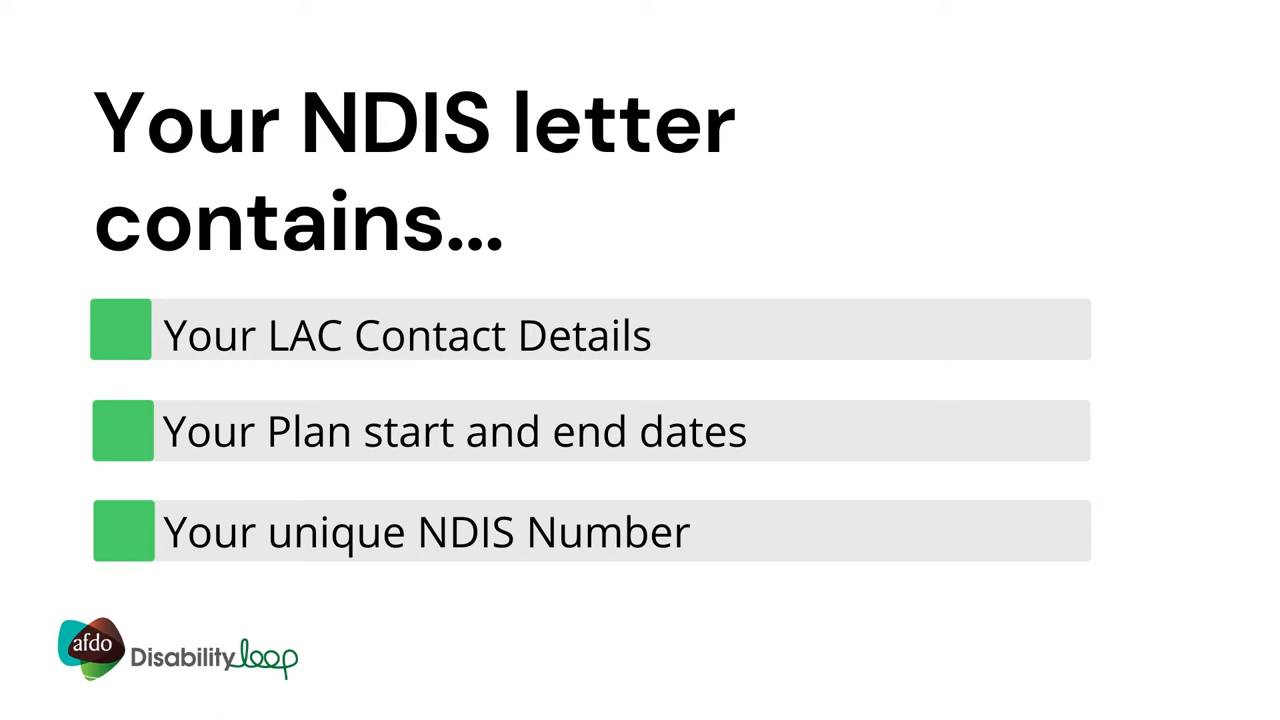 Your NDIS letter
contains...
Your LAC Contact Details
Your Plan start and end dates
Your unique NDIS Number
afdo
Disability loop